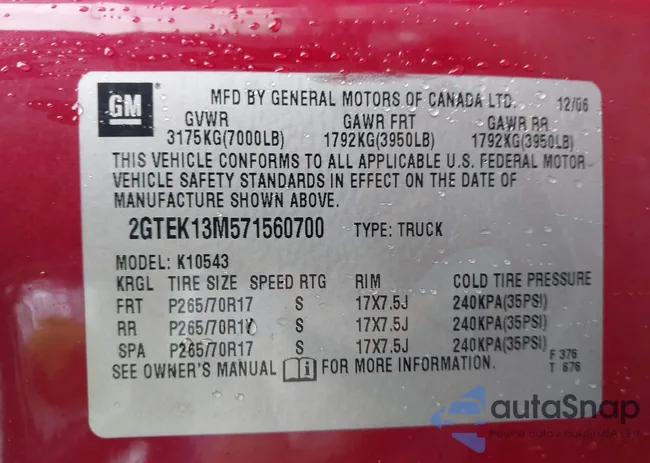 GM
MFD BY GENERAL MOTORS OF CANADA LTD. 12/06
GVWR GAWR FRT GAWR RR
3175KG(7000LB) 1792KG(3950LB) 1792KG(3950LB)
THIS VEHICLE CONFORMS TO ALL APPLICABLE U.S. FEDERAL MOTOR
VEHICLE SAFETY STANDARDS IN EFFECT ON THE DATE OF
MANUFACTURE SHOWN ABOVE.
2GTEK13M571560700 TYPE: TRUCK
MODEL: K10543
KRGL TIRE SIZE SPEED RTG RIM COLD TIRE PRESSURE
FRT P265/70R17 S 17X7.5J 240KPA(35PSI)
RR P265/70R17 S 17X7.5J 240KPA(35PSI)
SPA P265/70R17 S 17X7.5J 240KPA(35PSI)
SEE OWNER'S MANUAL i FOR MORE INFORMATION.
F 376
T 676
autaSnap